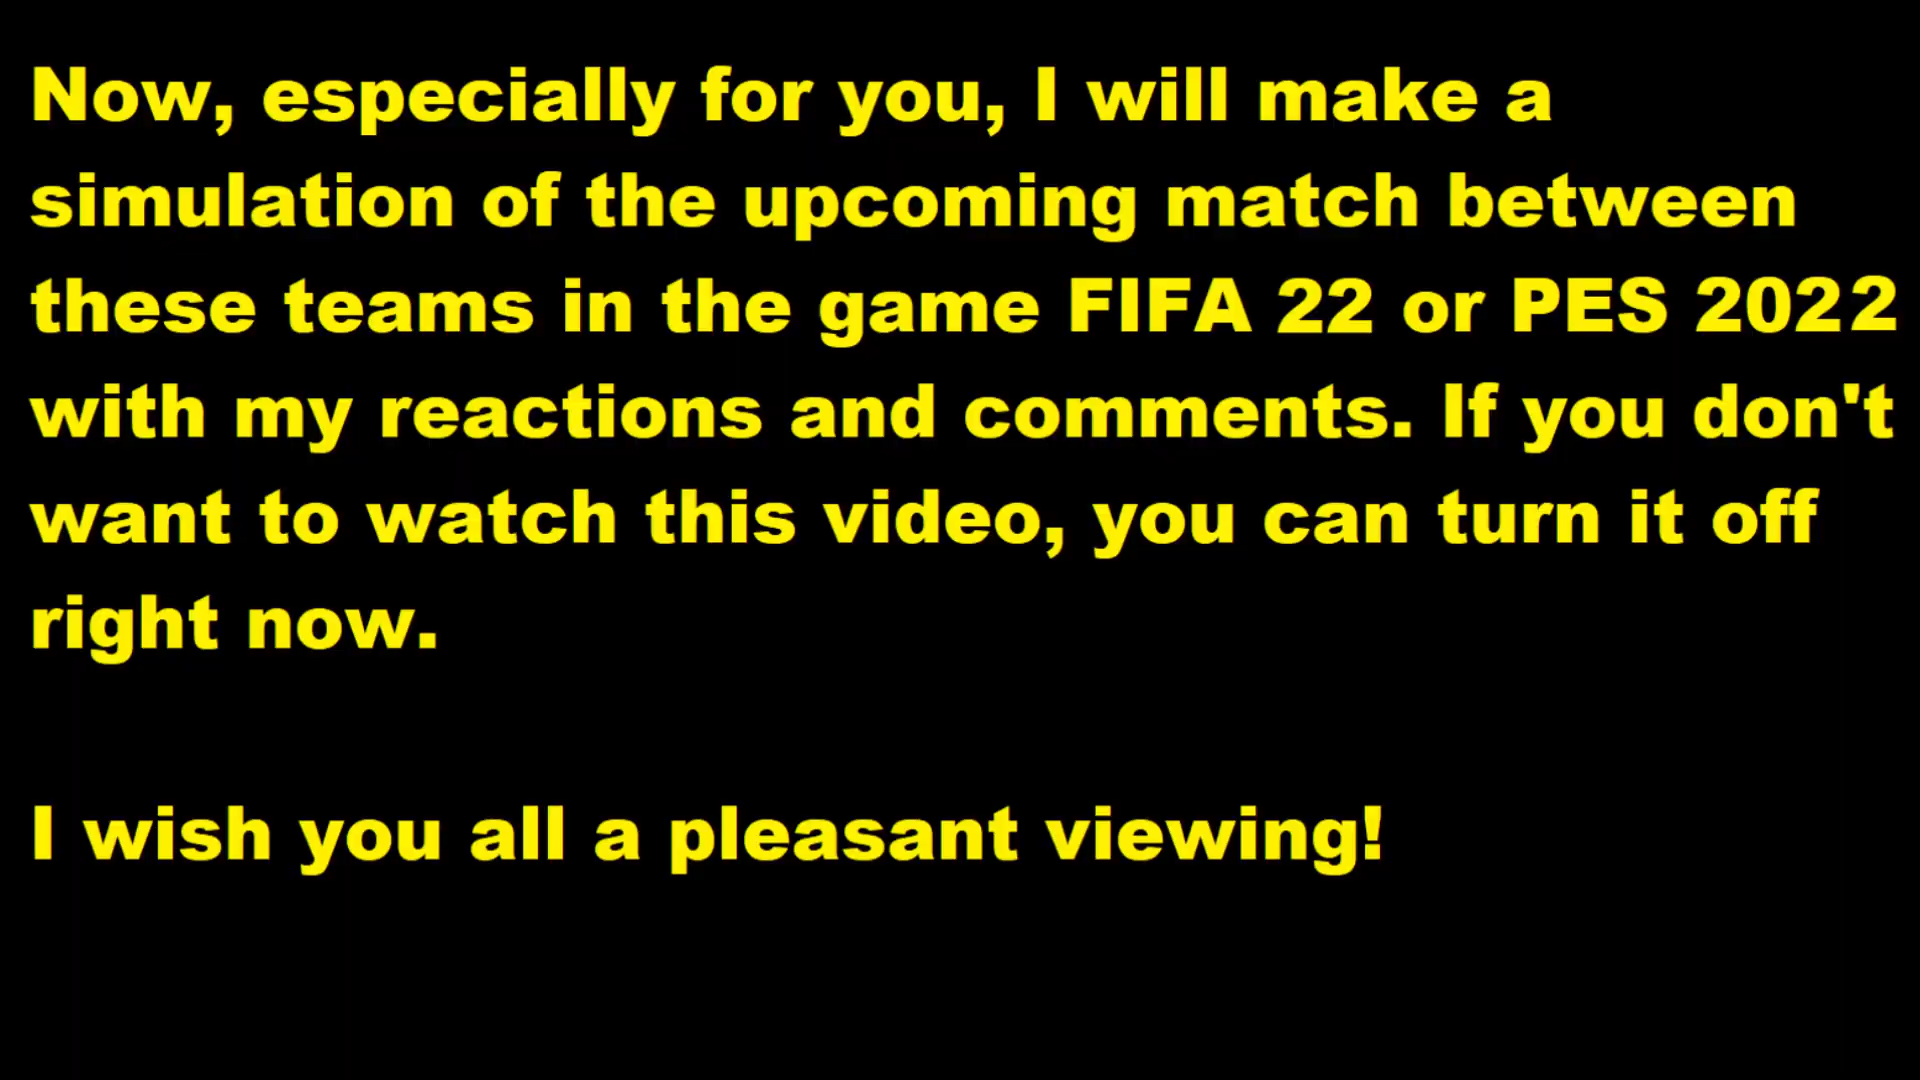 Now, especially for you, I will make a
simulation of the upcoming match between
these teams in the game FIFA 22 or PES 2022
with my reactions and comments. If you don't
want to watch this video, you can turn it off
right now.
I wish you all a pleasant viewing!